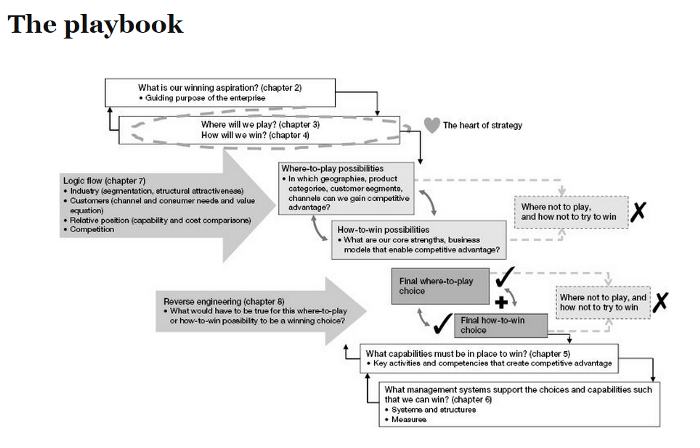 The playbook
What is our winning aspiration? (chapter 2)
• Guiding purpose of the enterprise
Where will we play? (chapter 3)
How will we win? (chapter 4)
The heart of strategy
Logic flow (chapter 7)
• Industry (segmentation, structural attractiveness)
• Customers (channel and consumer needs and value
equation)
• Relative position (capability and cost comparisons)
• Competition
Where-to-play possibilities
• In which geographies, product
categories, customer segments,
channels can we gain competitive
advantage?
How-to-win possibilities
• What are our core strengths, business
models that enable competitive advantage?
Where not to play,
and how not to try to win
Reverse engineering (chapter 8)
• What would have to be true for this where-to-play
or how-to-win possibility to be a winning choice?
Final where-to-play
choice
Final how-to-win
choice
Where not to play, and
how not to try to win
What capabilities must be in place to win? (chapter 5)
• Key activities and competencies that create competitive advantage
What management systems support the choices and capabilities such
that we can win? (chapter 6)
• Systems and structures
• Measures